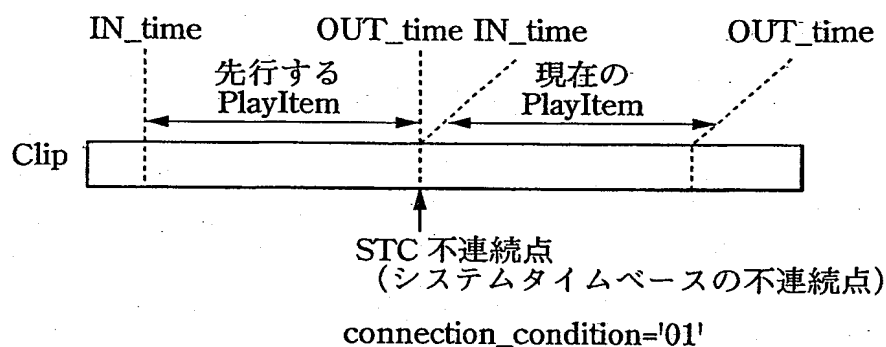 IN_time OUT_time IN_time OUT_time
先行する 現在の
PlayItem PlayItem
Clip
STC 不連続点
(システムタイムベースの不連続点)
connection_condition='01'